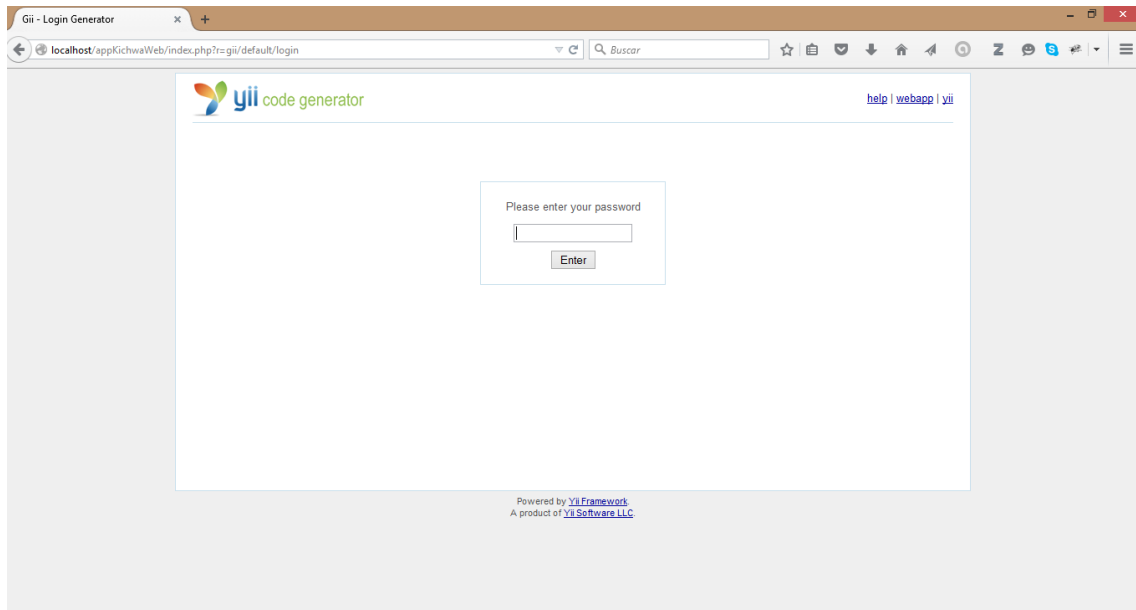 Gii - Login Generator
localhost/appKichwaWeb/index.php?r=gii/default/login
Buscar
yii code generator
help | webapp | yii
Please enter your password
Enter
Powered by Yii Framework.
A product of Yii Software LLC.